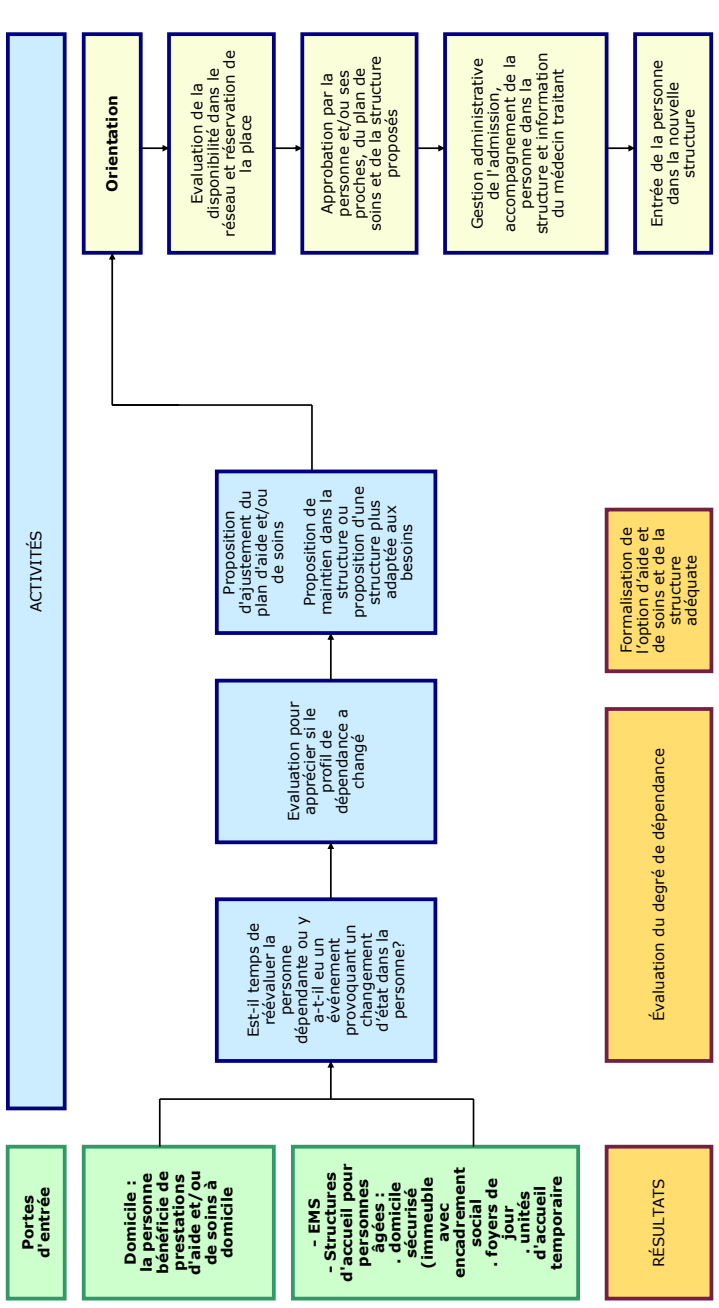 Portes
d'entrée
ACTIVITÉS
Domicile :
la personne
bénéficie de
prestations
d'aide et/ou
de soins à
domicile
- EMS
- Structures
d'accueil pour
personnes
âgées :
. domicile
sécurisé
(immeuble
avec
encadrement
social
. foyers de
jour
. unités
d'accueil
temporaire
Est-il temps de
réévaluer la
personne
dépendante ou y
a-t-il eu un
événement
provoquant un
changement
d’état dans la
personne?
Evaluation pour
apprécier si le
profil de
dépendance a
changé
Proposition
d'ajustement du
plan d'aide et/ou
de soins
Proposition de
maintien dans la
structure ou
proposition d'une
structure plus
adaptée aux
besoins
Orientation
Evaluation de la
disponibilité dans le
réseau et réservation de
la place
Approbation par la
personne et/ou ses
proches, du plan de
soins et de la structure
proposés
Gestion administrative
de l'admission,
accompagnement de la
personne dans la
structure et information
du médecin traitant
Entrée de la personne
dans la nouvelle
structure
RÉSULTATS
Évaluation du degré de dépendance
Formalisation de
l’option d’aide et
de soins et de la
structure
adéquate